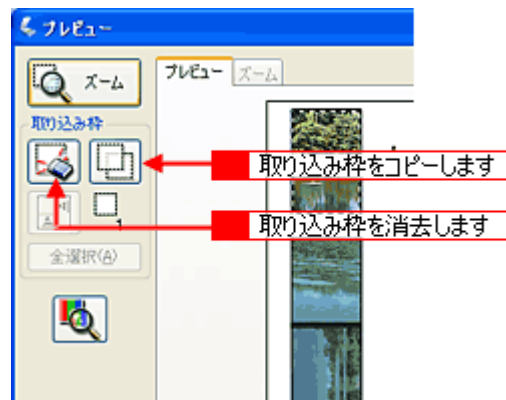 プレビュー
ズーム
プレビュー ズーム
取り込み枠
取り込み枠をコピーします
1
取り込み枠を消去します
全選択(A)